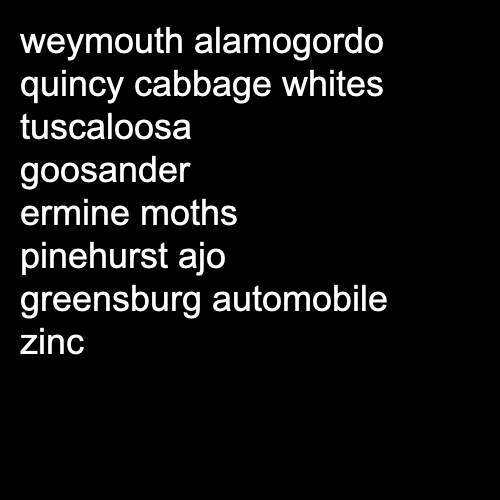 weymouth alamogordo
quincy cabbage whites
tuscaloosa
goosander
ermine moths
pinehurst ajo
greensburg automobile
zinc